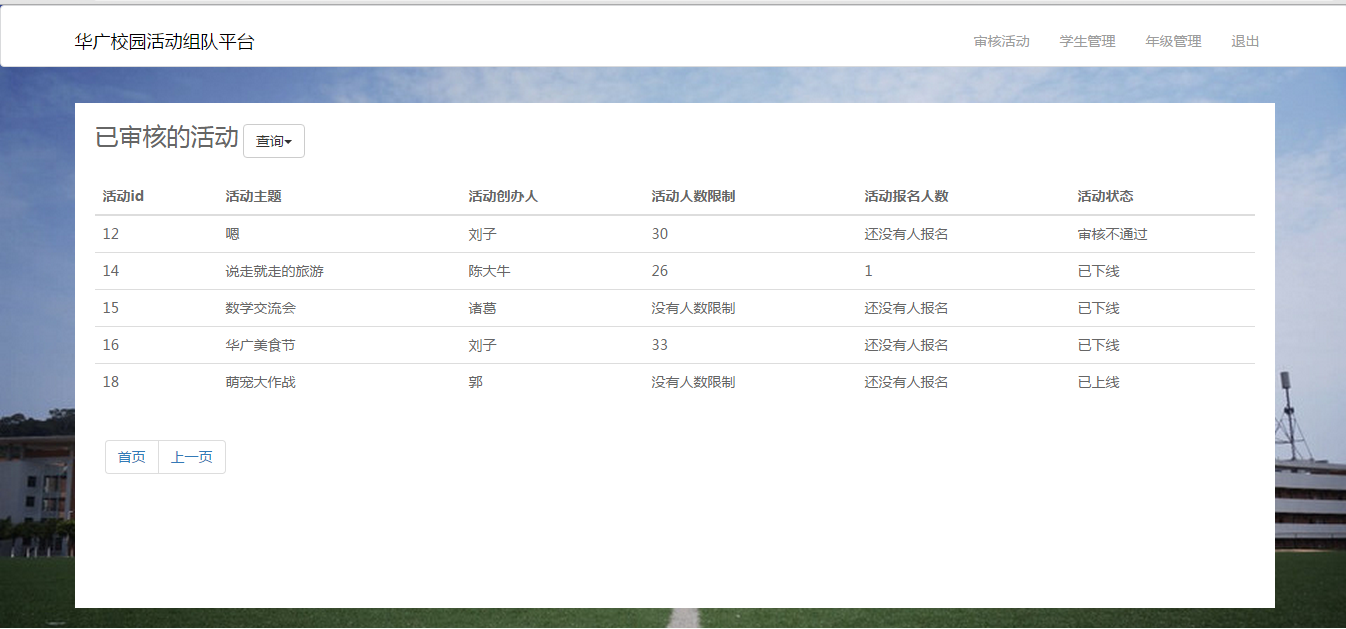 华广校园活动组队平台 审核活动 学生管理 年级管理 退出
已审核的活动 查询
活动id 活动主题 活动创办人 活动人数限制 活动报名人数 活动状态
12 嗯 刘子 30 还没有人报名 审核不通过
14 说走就走的旅游 陈大牛 26 1 已下线
15 数学交流会 诸葛 没有人数限制 还没有人报名 已下线
16 华广美食节 刘子 33 还没有人报名 已下线
18 萌宠大作战 郭 没有人数限制 还没有人报名 已上线
首页 上一页